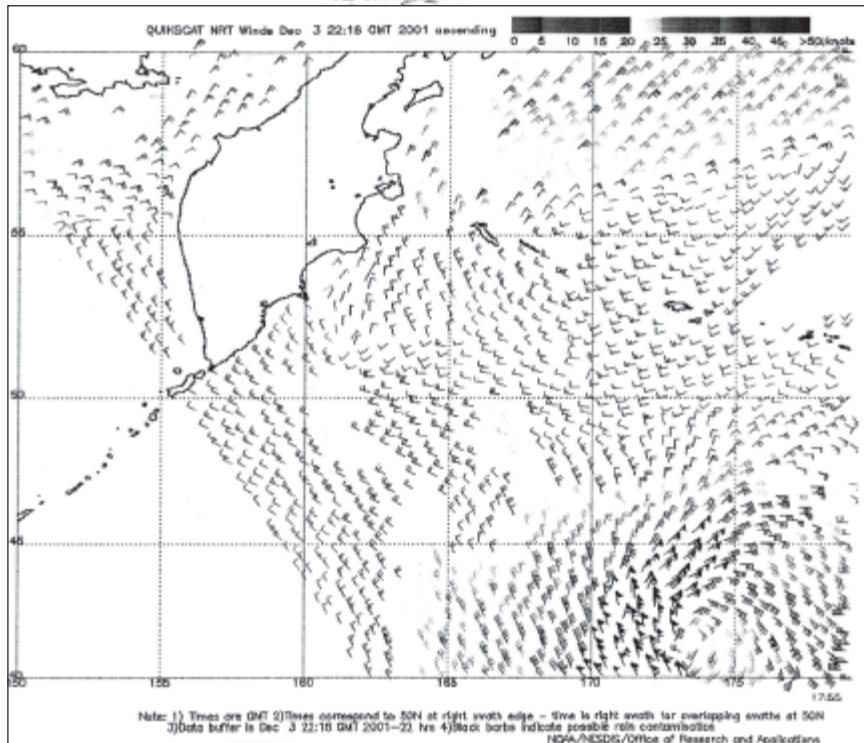 QUIKSCAT NRT Winds Dec 3 22:18 GMT 2001 ascending
0 5 10 15 20 25 30 35 40 45 >50 knots
60
55
50
45
40
150 155 160 165 170 175
17:55
Note: 1) Times are GMT 2)Times correspond to 50N at right swath edge - time is right swath for overlapping swaths at 50N
3)Data buffer is Dec 3 22:18 GMT 2001-22 hrs 4)Black barbs indicate possible rain contamination
NOAA/NESDIS/Office of Research and Applications